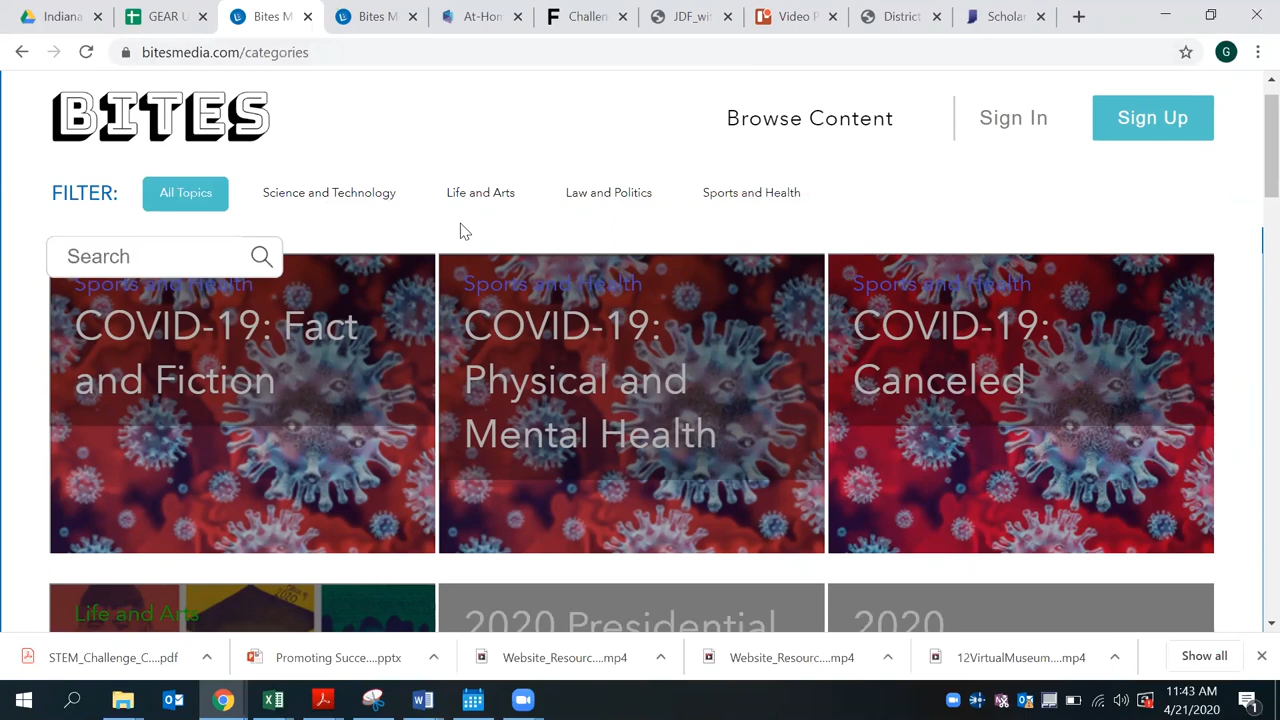 Indiana
GEAR U
Bites M
Bites M
At-Hom
Challen
JDF_wi
Video P
District
Scholar
bitesmedia.com/categories
G
BITES
Browse Content
Sign In
Sign Up
FILTER:
All Topics
Science and Technology
Life and Arts
Law and Politics
Sports and Health
Search
Sports and Health
COVID-19: Fact
and Fiction
Sports and Health
COVID-19:
Physical and
Mental Health
Sports and Health
COVID-19:
Canceled
Life and Arts
2020 Presidential
2020
STEM_Challenge_C....pdf
Promoting Succe....pptx
Website_Resourc....mp4
Website_Resourc....mp4
12VirtualMuseum....mp4
Show all
11:43 AM
4/21/2020